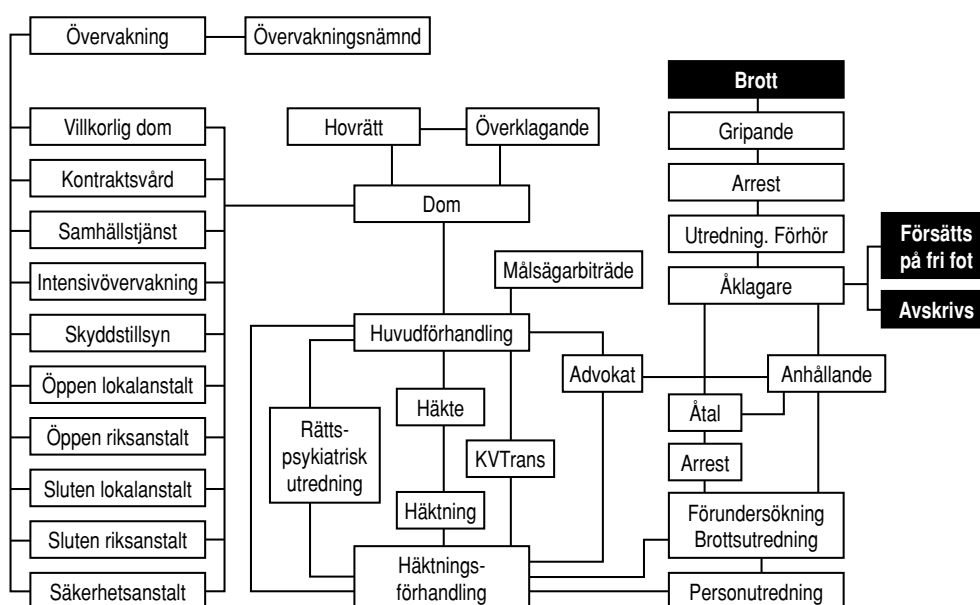 Övervakning
Övervakningsnämnd
Villkorlig dom
Kontraktsvård
Samhällstjänst
Intensivövervakning
Skyddstillsyn
Öppen lokalanstalt
Öppen riksanstalt
Sluten lokalanstalt
Sluten riksanstalt
Säkerhetsanstalt
Hovrätt
Överklagande
Dom
Målsägarbiträde
Huvudförhandling
Advokat
Häkte
Rätts-
psykiatrisk
utredning
KVTrans
Häktning
Häktnings-
förhandling
Brott
Gripande
Arrest
Utredning. Förhör
Åklagare
Försätts
på fri fot
Avskrivs
Anhållande
Åtal
Arrest
Förundersökning
Brottsutredning
Personutredning